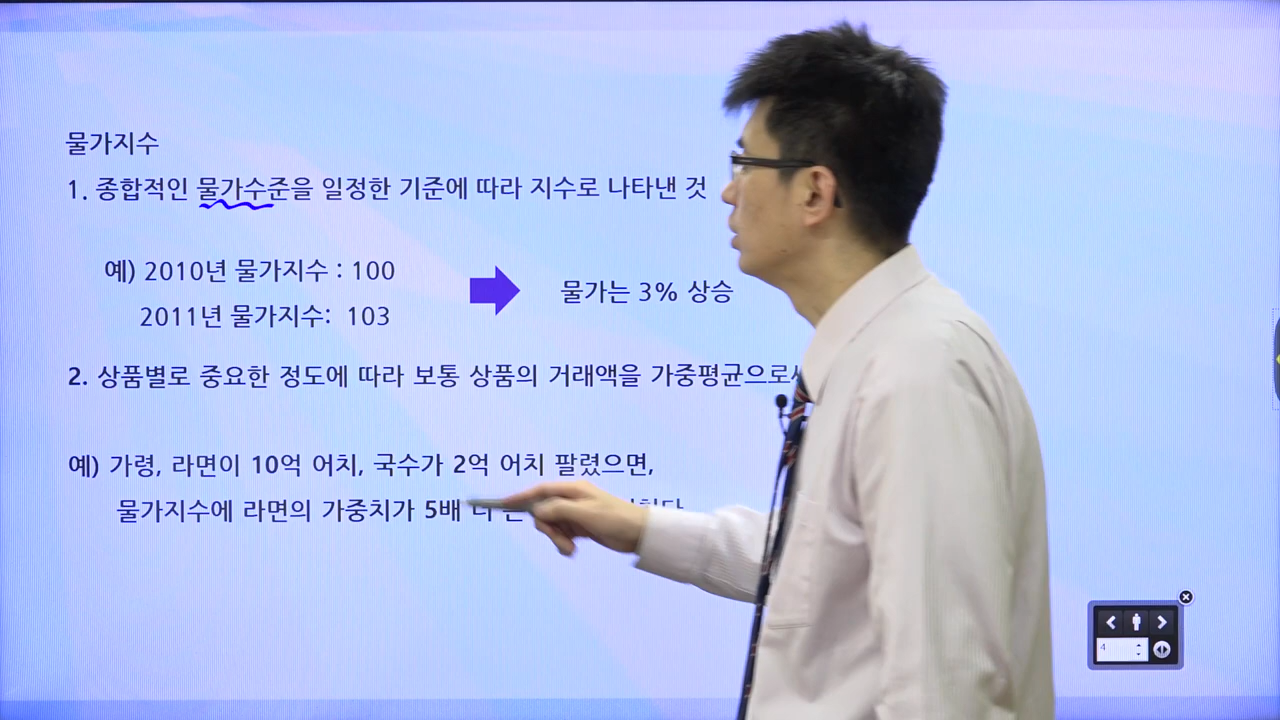 물가지수
1. 종합적인 물가수준을 일정한 기준에 따라 지수로 나타낸 것
예) 2010년 물가지수 : 100
2011년 물가지수: 103
물가는 3% 상승
2. 상품별로 중요한 정도에 따라 보통 상품의 거래액을 가중평균으로
예) 가령, 라면이 10억 어치, 국수가 2억 어치 팔렸으면,
물가지수에 라면의 가중치가 5배
4